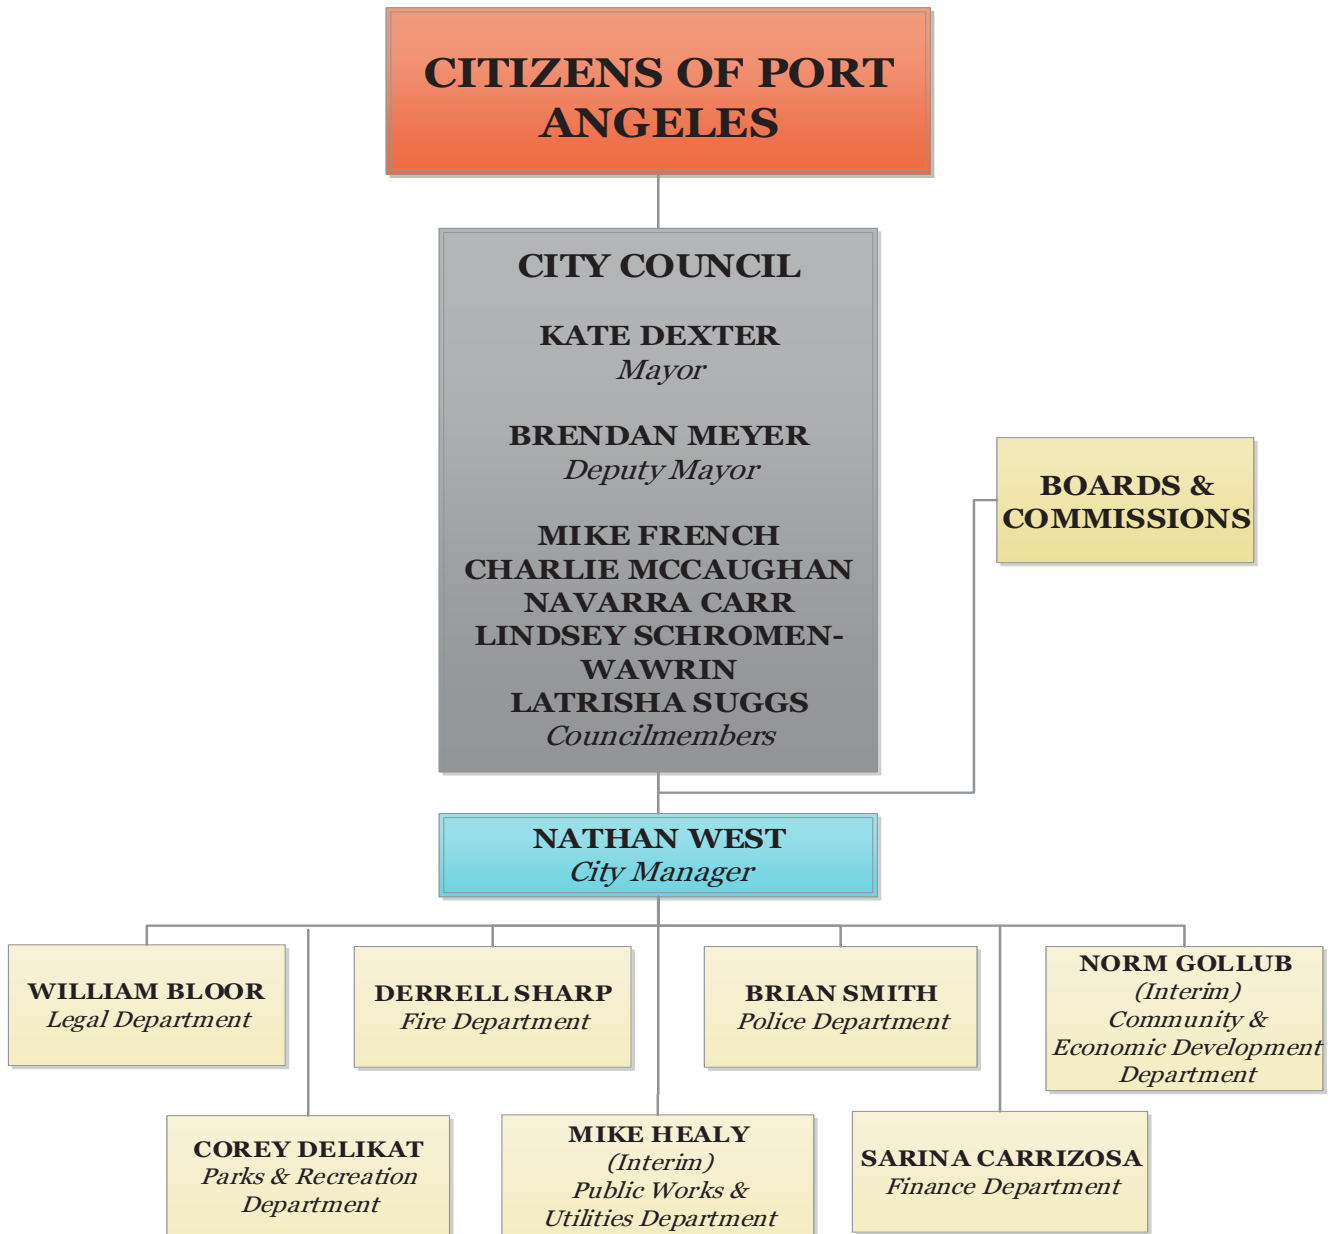 CITIZENS OF PORT
ANGELES
CITY COUNCIL
KATE DEXTER
Mayor
BRENDAN MEYER
Deputy Mayor
MIKE FRENCH
CHARLIE MCCAUGHAN
NAVARRA CARR
LINDSEY SCHROMEN-
WAWRIN
LATRISHA SUGGS
Councilmembers
BOARDS &
COMMISSIONS
NATHAN WEST
City Manager
WILLIAM BLOOR
Legal Department
DERRELL SHARP
Fire Department
BRIAN SMITH
Police Department
NORM GOLLUB
(Interim)
Community &
Economic Development
Department
COREY DELIKAT
Parks & Recreation
Department
MIKE HEALY
(Interim)
Public Works &
Utilities Department
SARINA CARRIZOSA
Finance Department